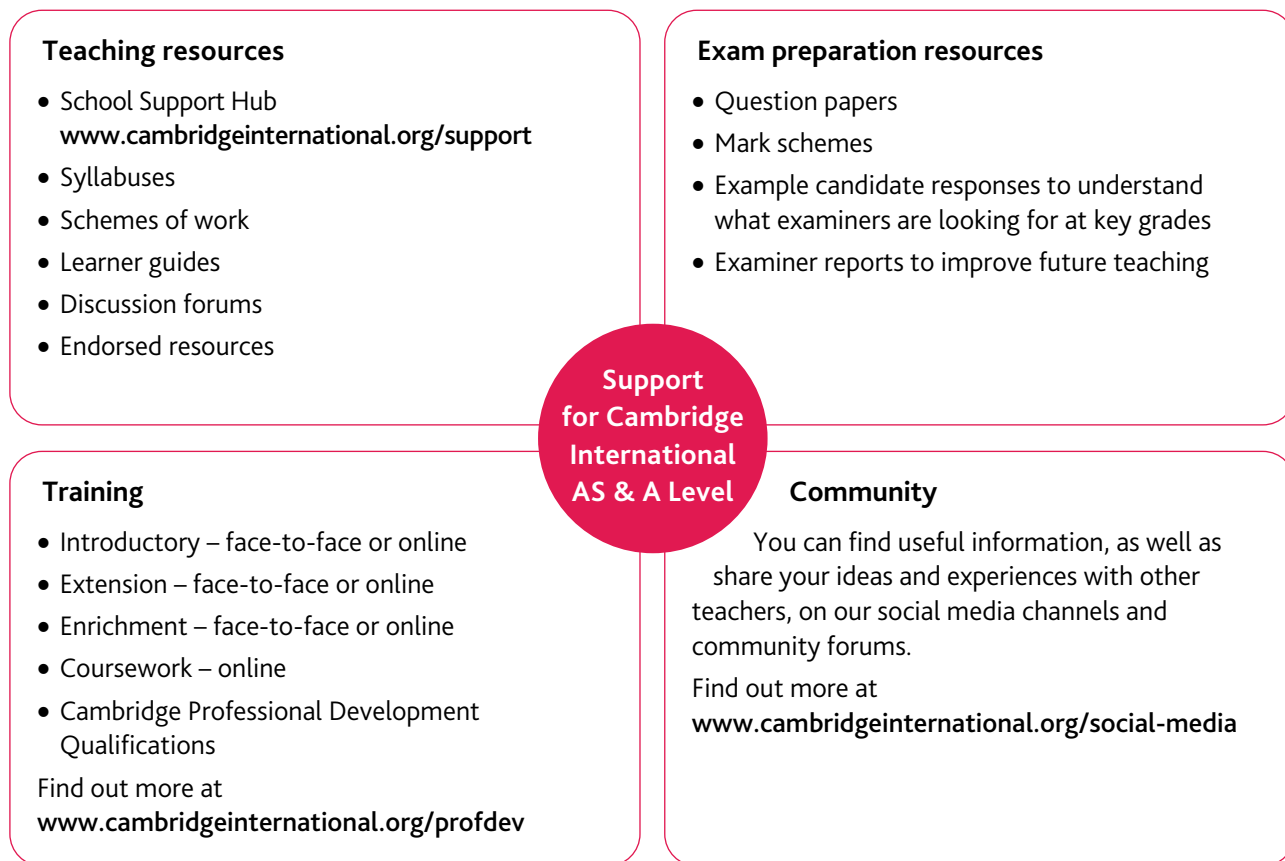 Teaching resources
• School Support Hub
www.cambridgeinternational.org/support
• Syllabuses
• Schemes of work
• Learner guides
• Discussion forums
• Endorsed resources
Exam preparation resources
• Question papers
• Mark schemes
• Example candidate responses to understand
what examiners are looking for at key grades
• Examiner reports to improve future teaching
Support
for Cambridge
International
AS & A Level
Training
• Introductory – face-to-face or online
• Extension – face-to-face or online
• Enrichment – face-to-face or online
• Coursework – online
• Cambridge Professional Development
Qualifications
Find out more at
www.cambridgeinternational.org/profdev
Community
You can find useful information, as well as
share your ideas and experiences with other
teachers, on our social media channels and
community forums.
Find out more at
www.cambridgeinternational.org/social-media